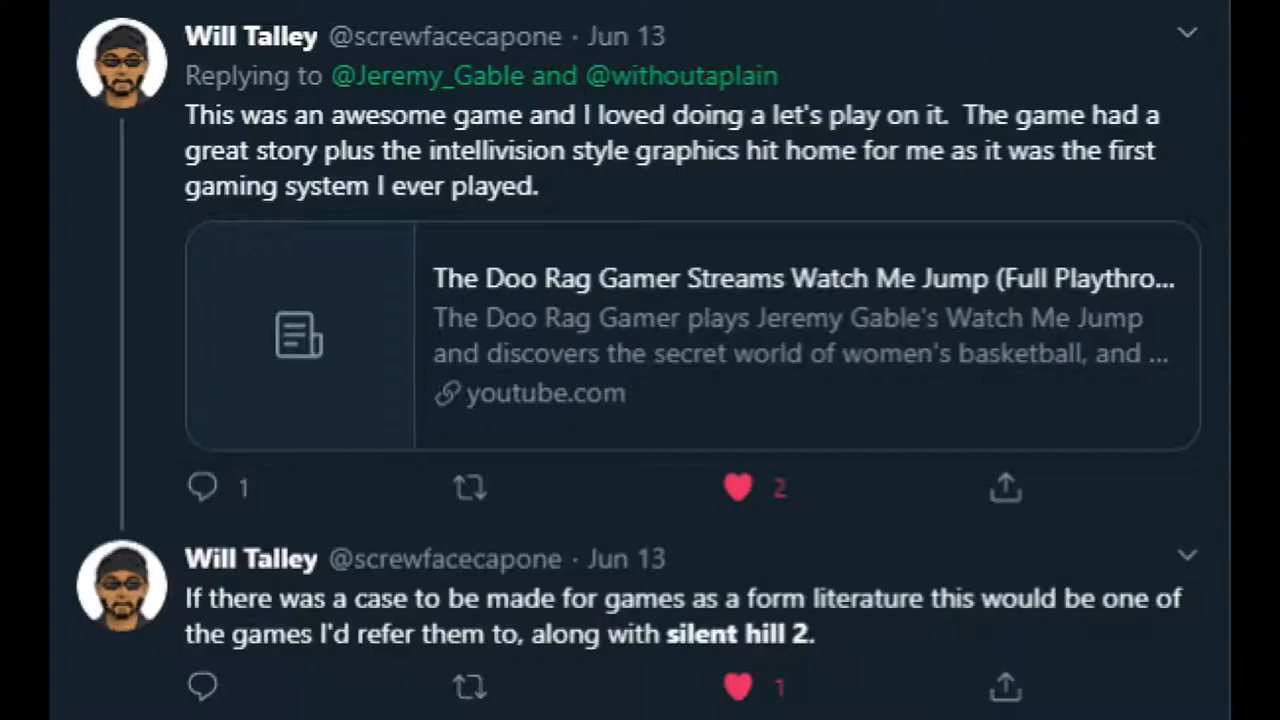 Will Talley @screwfacecapone · Jun 13
Replying to @Jeremy_Gable and @withoutaplain
This was an awesome game and I loved doing a let's play on it.  The game had a
great story plus the intellivision style graphics hit home for me as it was the first
gaming system I ever played.
The Doo Rag Gamer Streams Watch Me Jump (Full Playthro...
The Doo Rag Gamer plays Jeremy Gable's Watch Me Jump
and discovers the secret world of women's basketball, and ...
youtube.com
1 2
Will Talley @screwfacecapone · Jun 13
If there was a case to be made for games as a form literature this would be one of
the games I'd refer them to, along with silent hill 2.
1